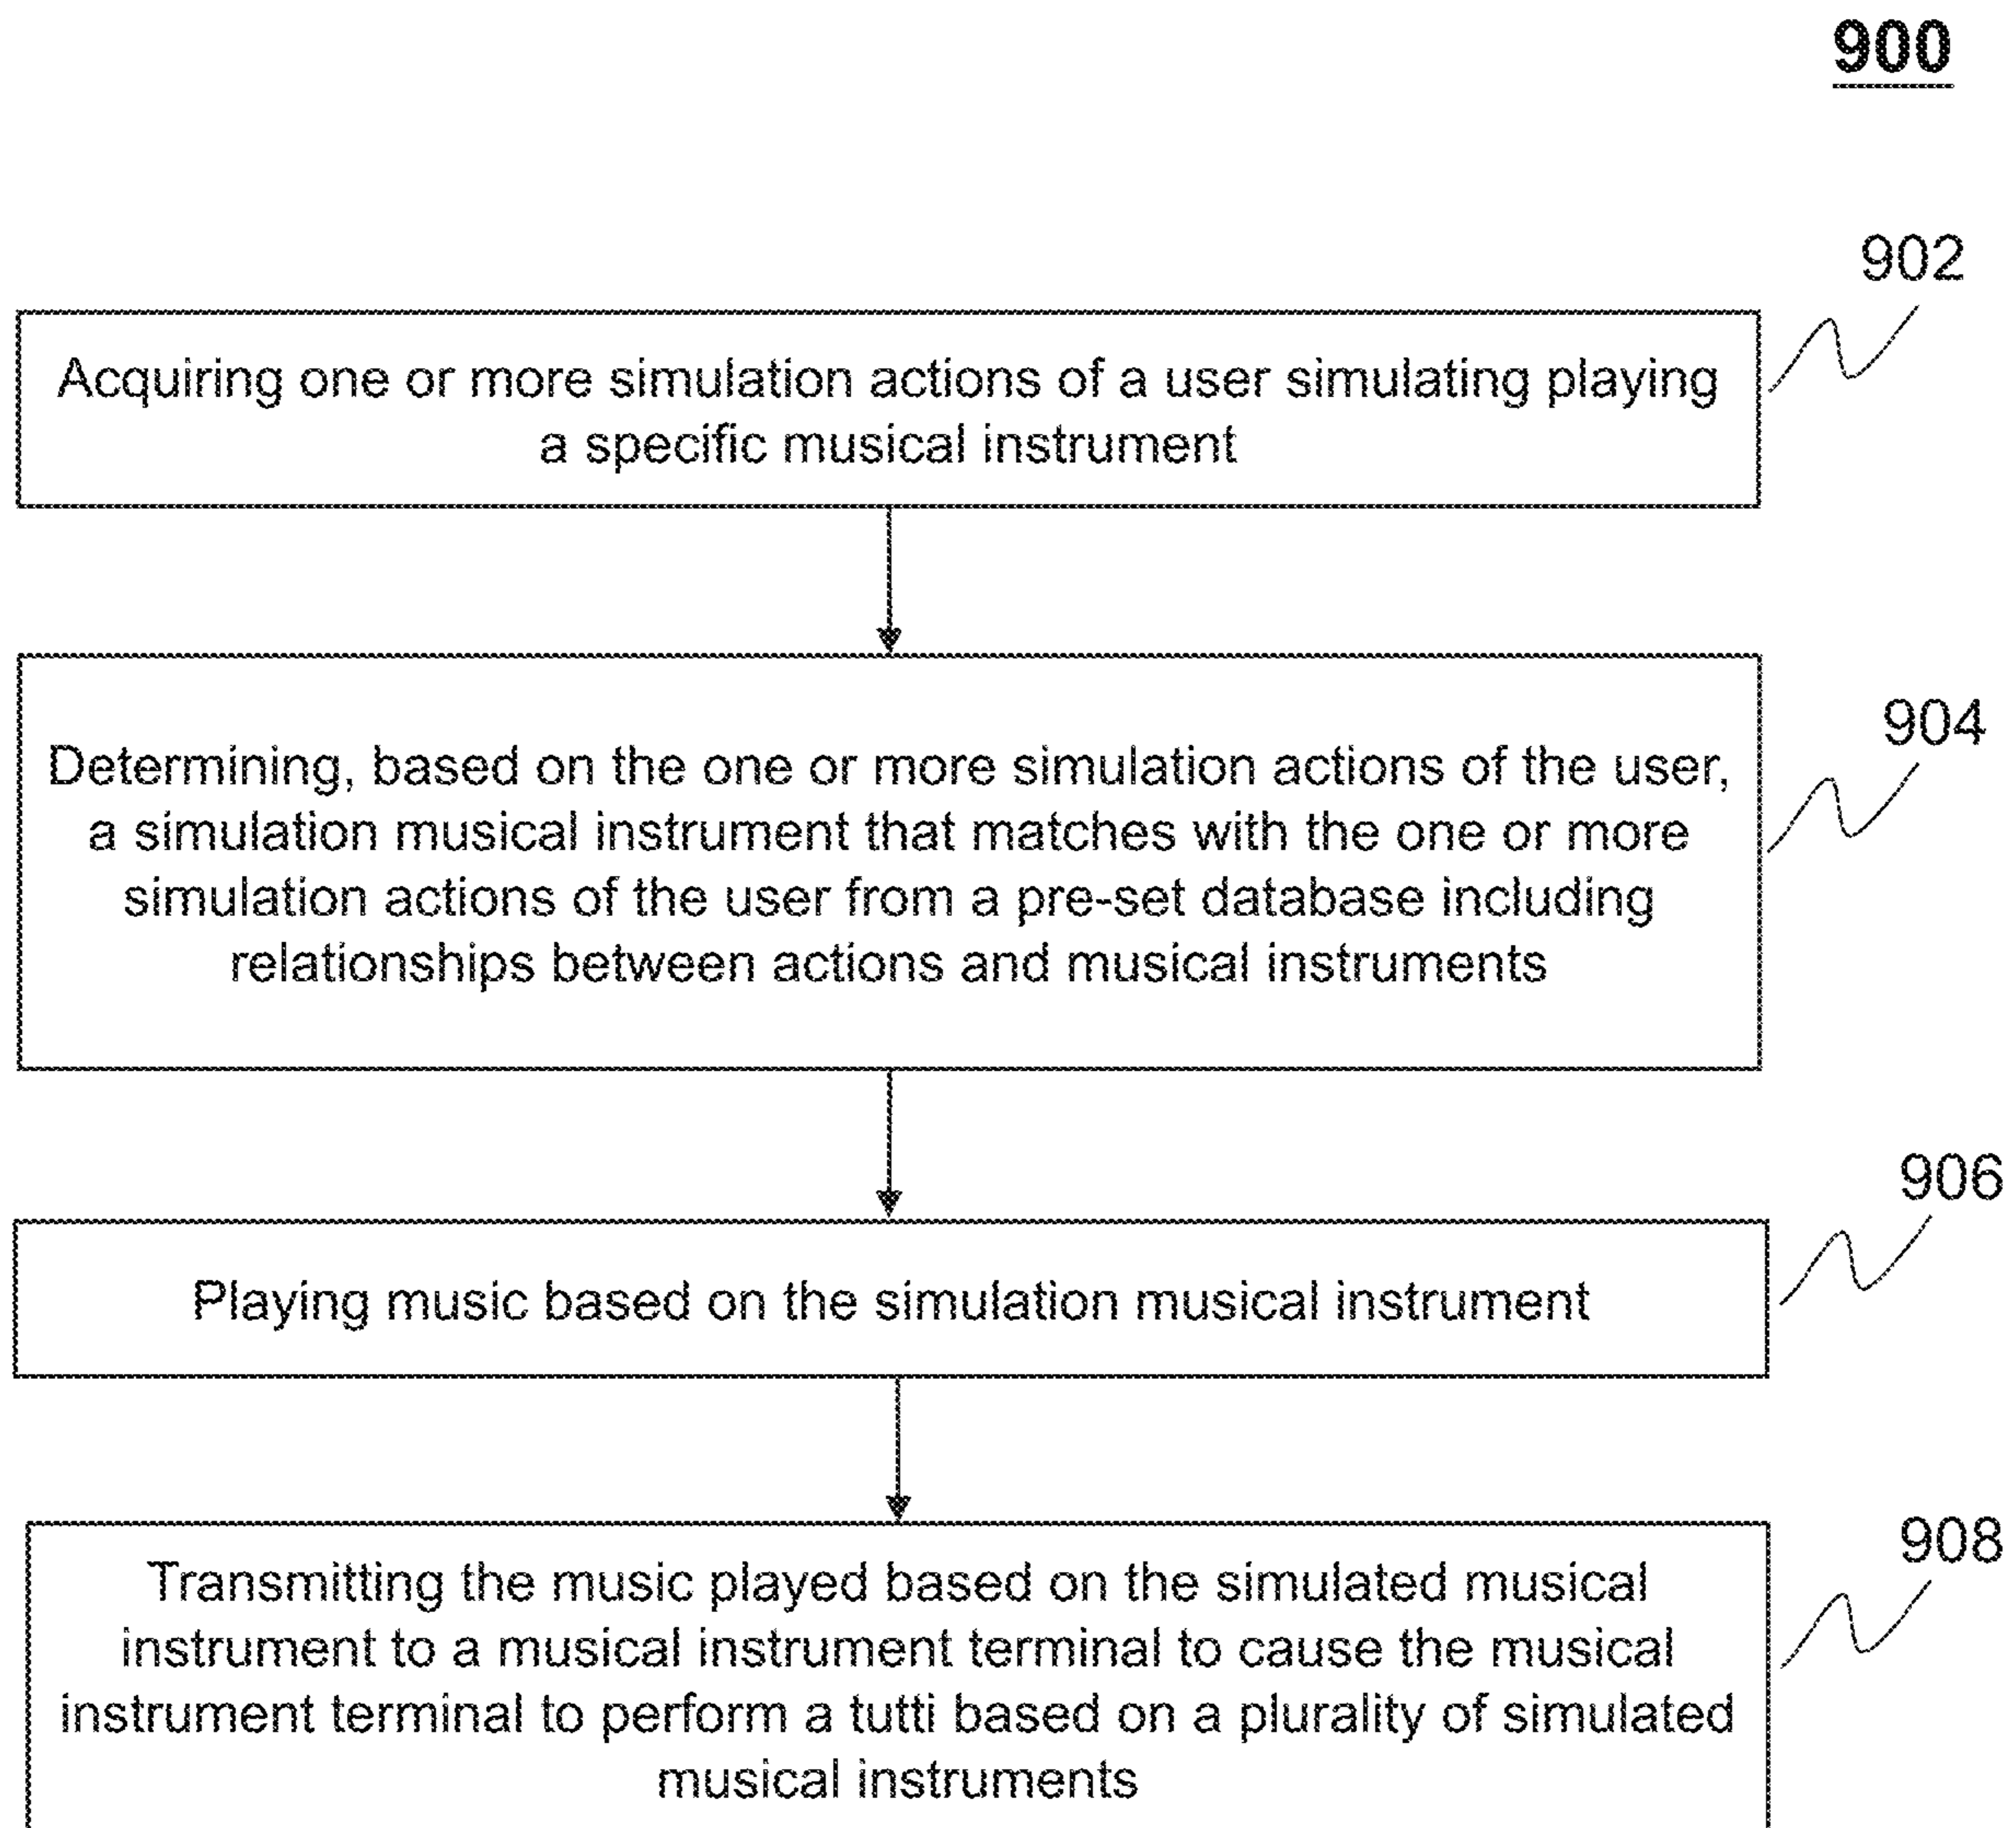 900
902
Acquiring one or more simulation actions of a user simulating playing
a specific musical instrument
904
Determining, based on the one or more simulation actions of the user,
a simulation musical instrument that matches with the one or more
simulation actions of the user from a pre-set database including
relationships between actions and musical instruments
906
Playing music based on the simulation musical instrument
908
Transmitting the music played based on the simulated musical
instrument to a musical instrument terminal to cause the musical
instrument terminal to perform a tutti based on a plurality of simulated
musical instruments